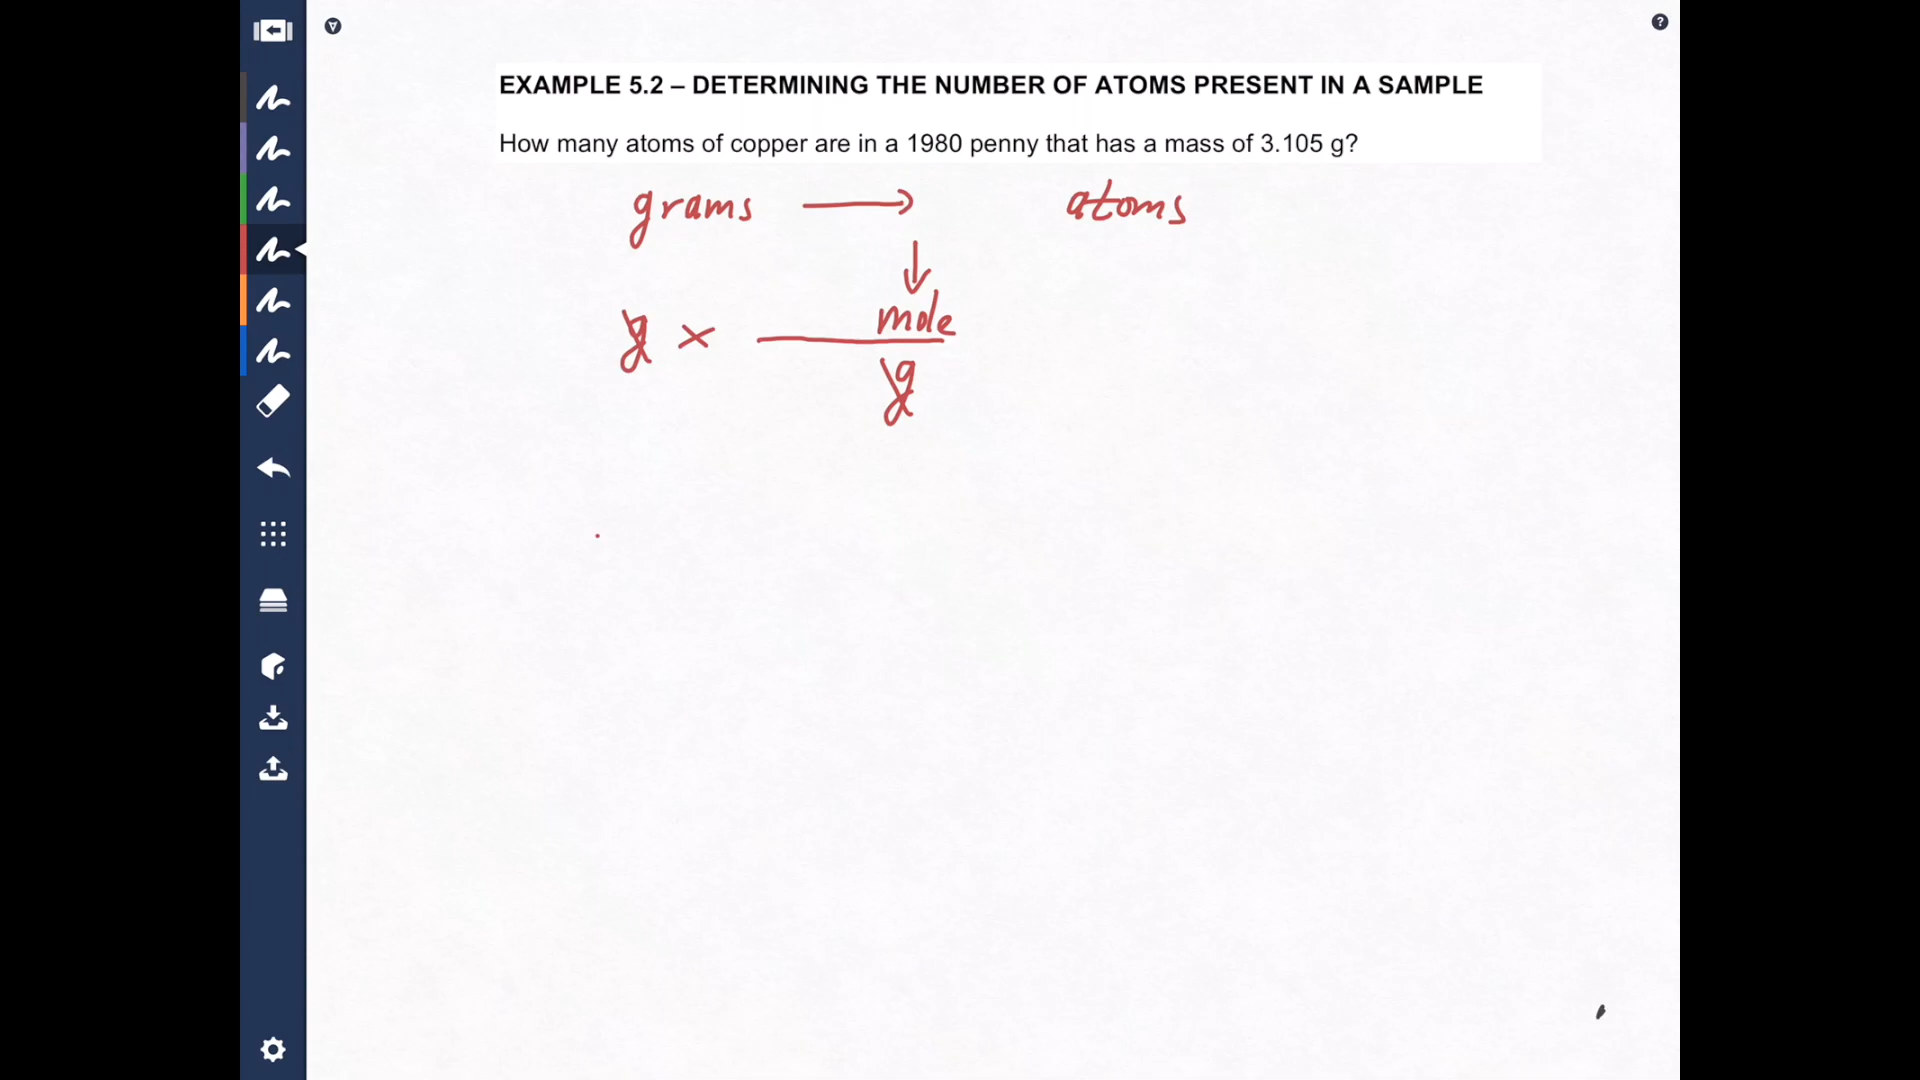 EXAMPLE 5.2 – DETERMINING THE NUMBER OF ATOMS PRESENT IN A SAMPLE
How many atoms of copper are in a 1980 penny that has a mass of 3.105 g?
grams → atoms
↓
g × mole
g